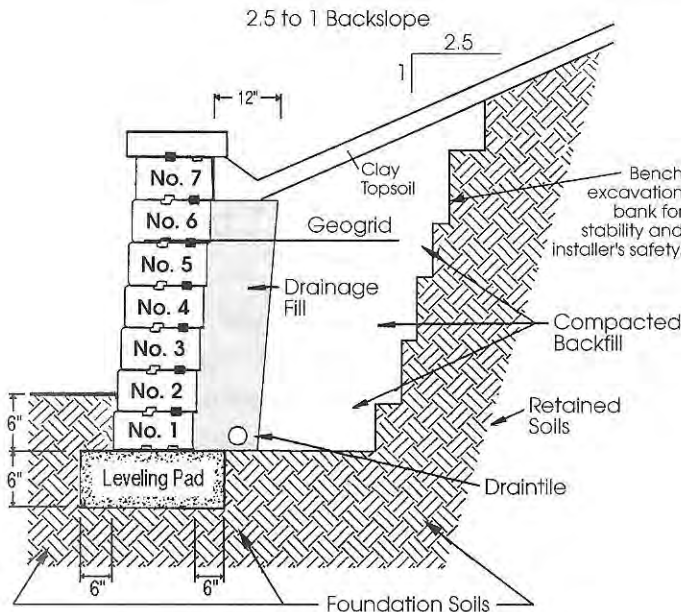 2.5 to 1 Backslope
2.5
1
12"
Clay
Topsoil
No. 7
No. 6
No. 5
No. 4
No. 3
No. 2
No. 1
Geogrid
Bench
excavation
bank for
stability and
installer's safety
Drainage
Fill
Compacted
Backfill
Retained
Soils
6"
6"
Leveling Pad
Draintile
6"
6"
Foundation Soils